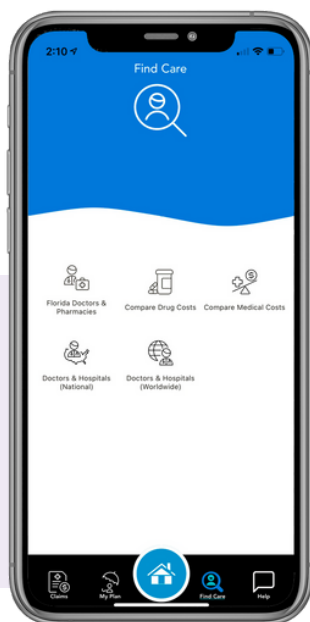 2:10
Find Care
Florida Doctors &
Pharmacies
Compare Drug Costs
Compare Medical Costs
Doctors & Hospitals
(National)
Doctors & Hospitals
(Worldwide)
Claims
My Plan
Find Care
Help